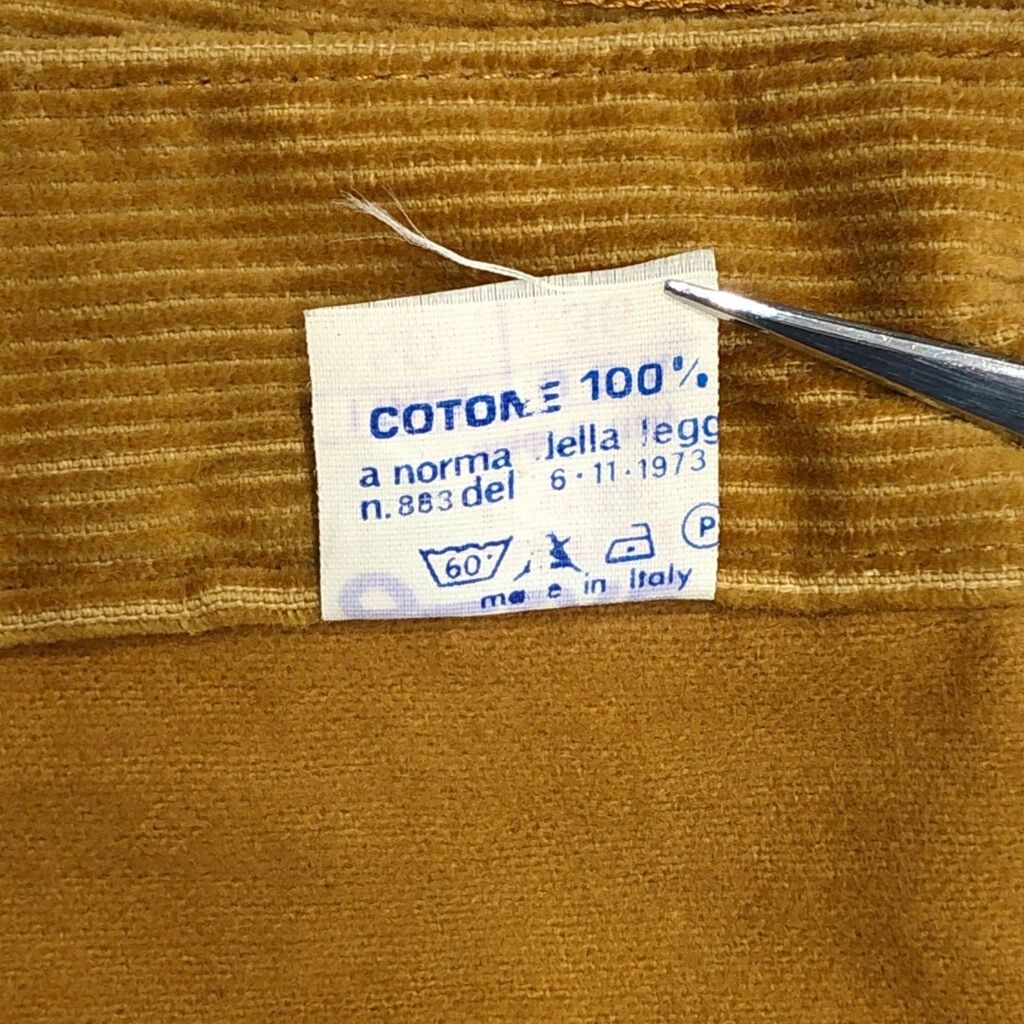 COTONE 100%
a norma della legg
n.883 del 6·11·1973
P
60°
made in Italy